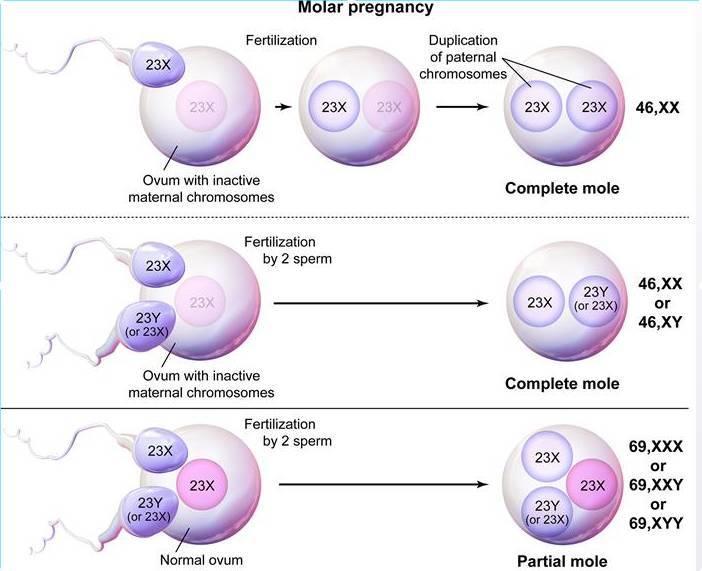 Molar pregnancy
23X
23X
Fertilization
23X
23X
Duplication
of paternal
chromosomes
23X
23X
46,XX
Ovum with inactive
maternal chromosomes
Complete mole
23X
23Y
(or 23X)
23X
Fertilization
by 2 sperm
23X
23Y
(or 23X)
46,XX
or
46,XY
Ovum with inactive
maternal chromosomes
Complete mole
23X
23Y
(or 23X)
23X
Fertilization
by 2 sperm
23X
23X
23Y
(or 23X)
69,XXX
or
69,XXY
or
69,XYY
Normal ovum
Partial mole